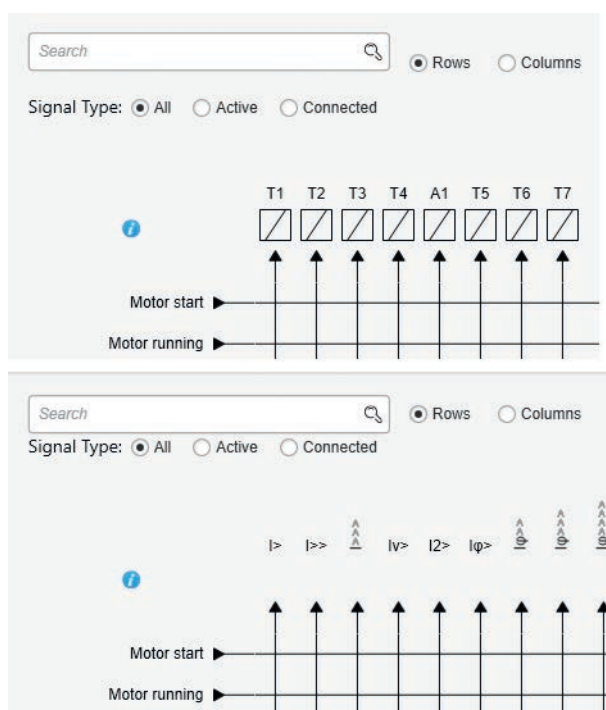 Search
Rows
Columns
Signal Type:
All
Active
Connected
T1 T2 T3 T4 A1 T5 T6 T7
i
Motor start
Motor running
Search
Rows
Columns
Signal Type:
All
Active
Connected
I> I>> I>>> Iv> I2> Iφ>
i
Motor start
Motor running